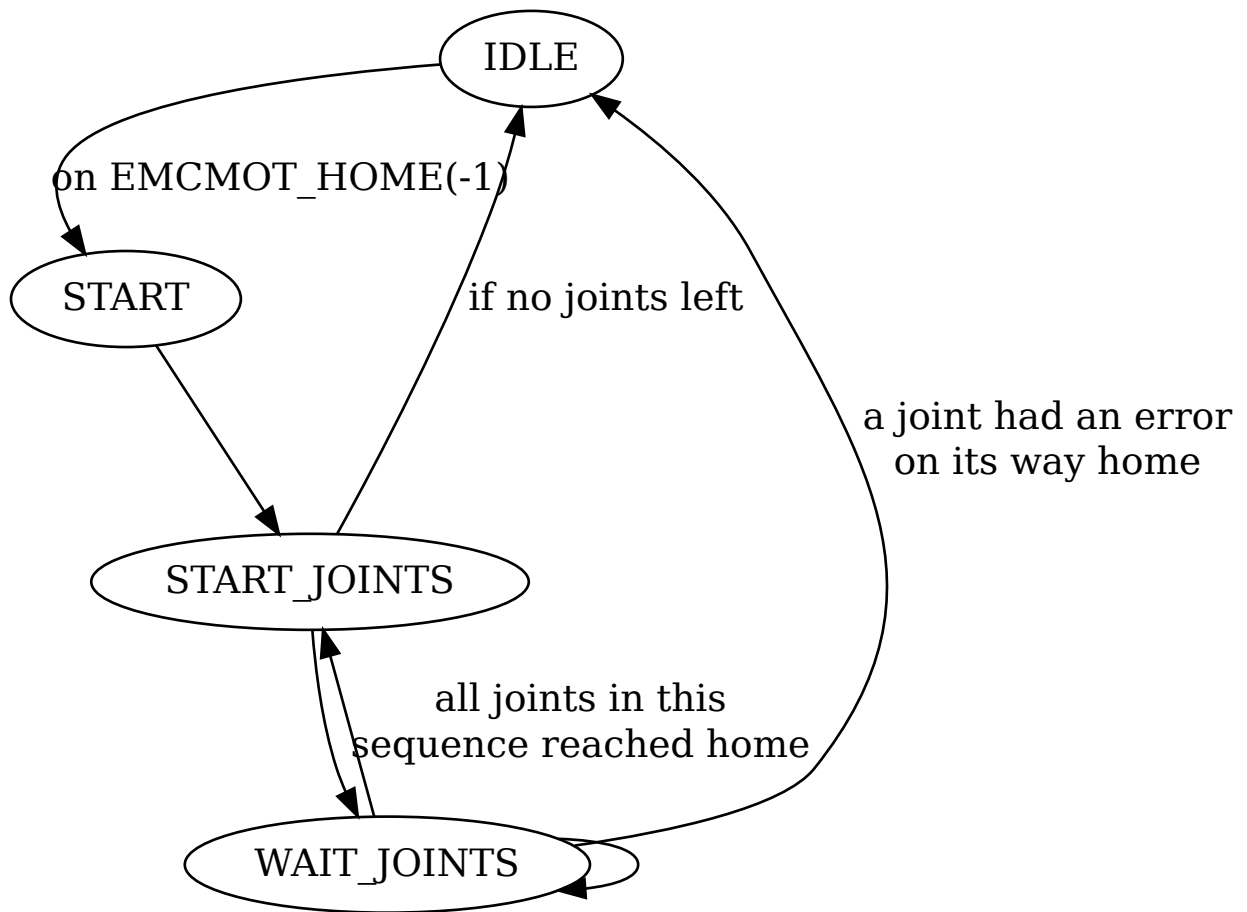 IDLE
on EMCMOT_HOME(-1)
START
if no joints left
a joint had an error
on its way home
START_JOINTS
all joints in this
sequence reached home
WAIT_JOINTS